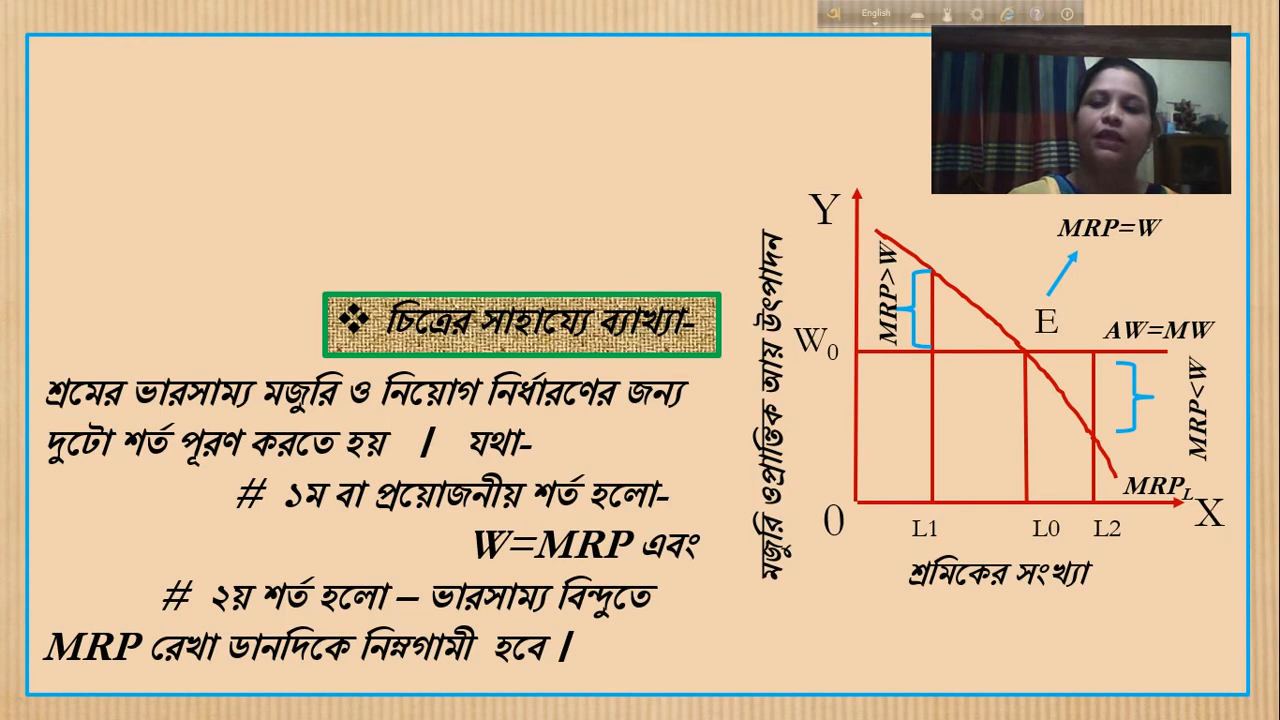 English
❖ চিত্রের সাহায্যে ব্যাখ্যা-
শ্রমের ভারসাম্য মজুরি ও নিয়োগ নির্ধারণের জন্য
দুটো শর্ত পূরণ করতে হয় । যথা-
# ১ম বা প্রয়োজনীয় শর্ত হলো-
W=MRP এবং
# ২য় শর্ত হলো – ভারসাম্য বিন্দুতে
MRP রেখা ডানদিকে নিম্নগামী হবে ।
মজুরি ওপ্রান্তিক আয় উৎপাদন
Y
MRP>W
MRP=W
E
W0
AW=MW
MRP<W
MRPL
X
0
L1
L0
L2
শ্রমিকের সংখ্যা